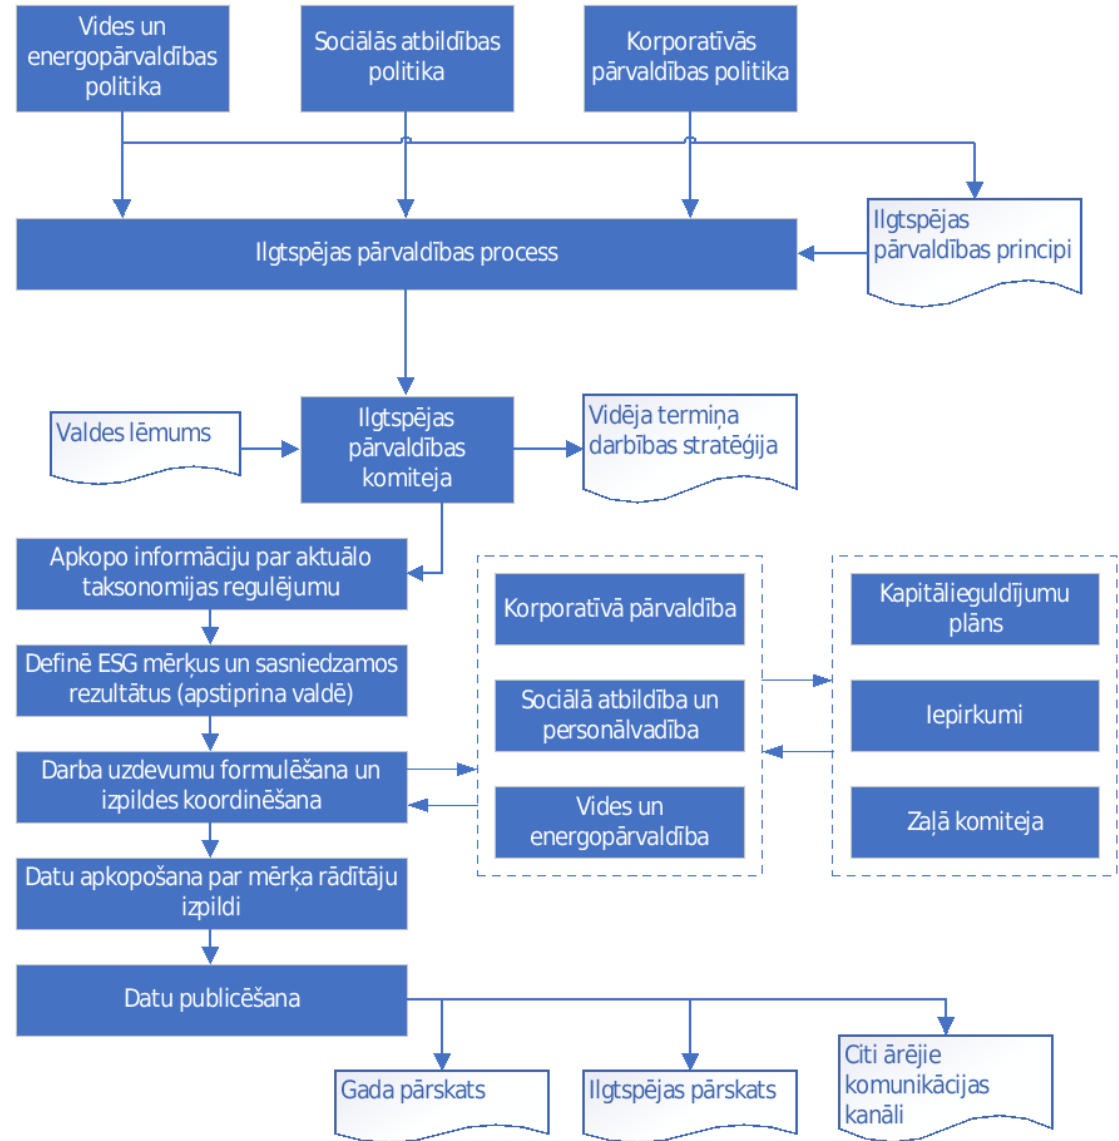 Vides un
energopārvaldības
politika
Sociālās atbildības
politika
Korporatīvās
pārvaldības politika
Ilgtspējas
pārvaldības principi
Ilgtspējas pārvaldības process
Valdes lēmums
Ilgtspējas
pārvaldības
komiteja
Vidēja termiņa
darbības stratēģija
Apkopo informāciju par aktuālo
taksonomijas regulējumu
Definē ESG mērķus un sasniedzamos
rezultātus (apstiprina valdē)
Darba uzdevumu formulēšana un
izpildes koordinēšana
Datu apkopošana par mērķa rādītāju
izpildi
Datu publicēšana
Korporatīvā pārvaldība
Sociālā atbildība un
personālvadība
Vides un
energopārvaldība
Kapitālieguldījumu
plāns
Iepirkumi
Zaļā komiteja
Gada pārskats
Ilgtspējas pārskats
Citi ārējie
komunikācijas
kanāli